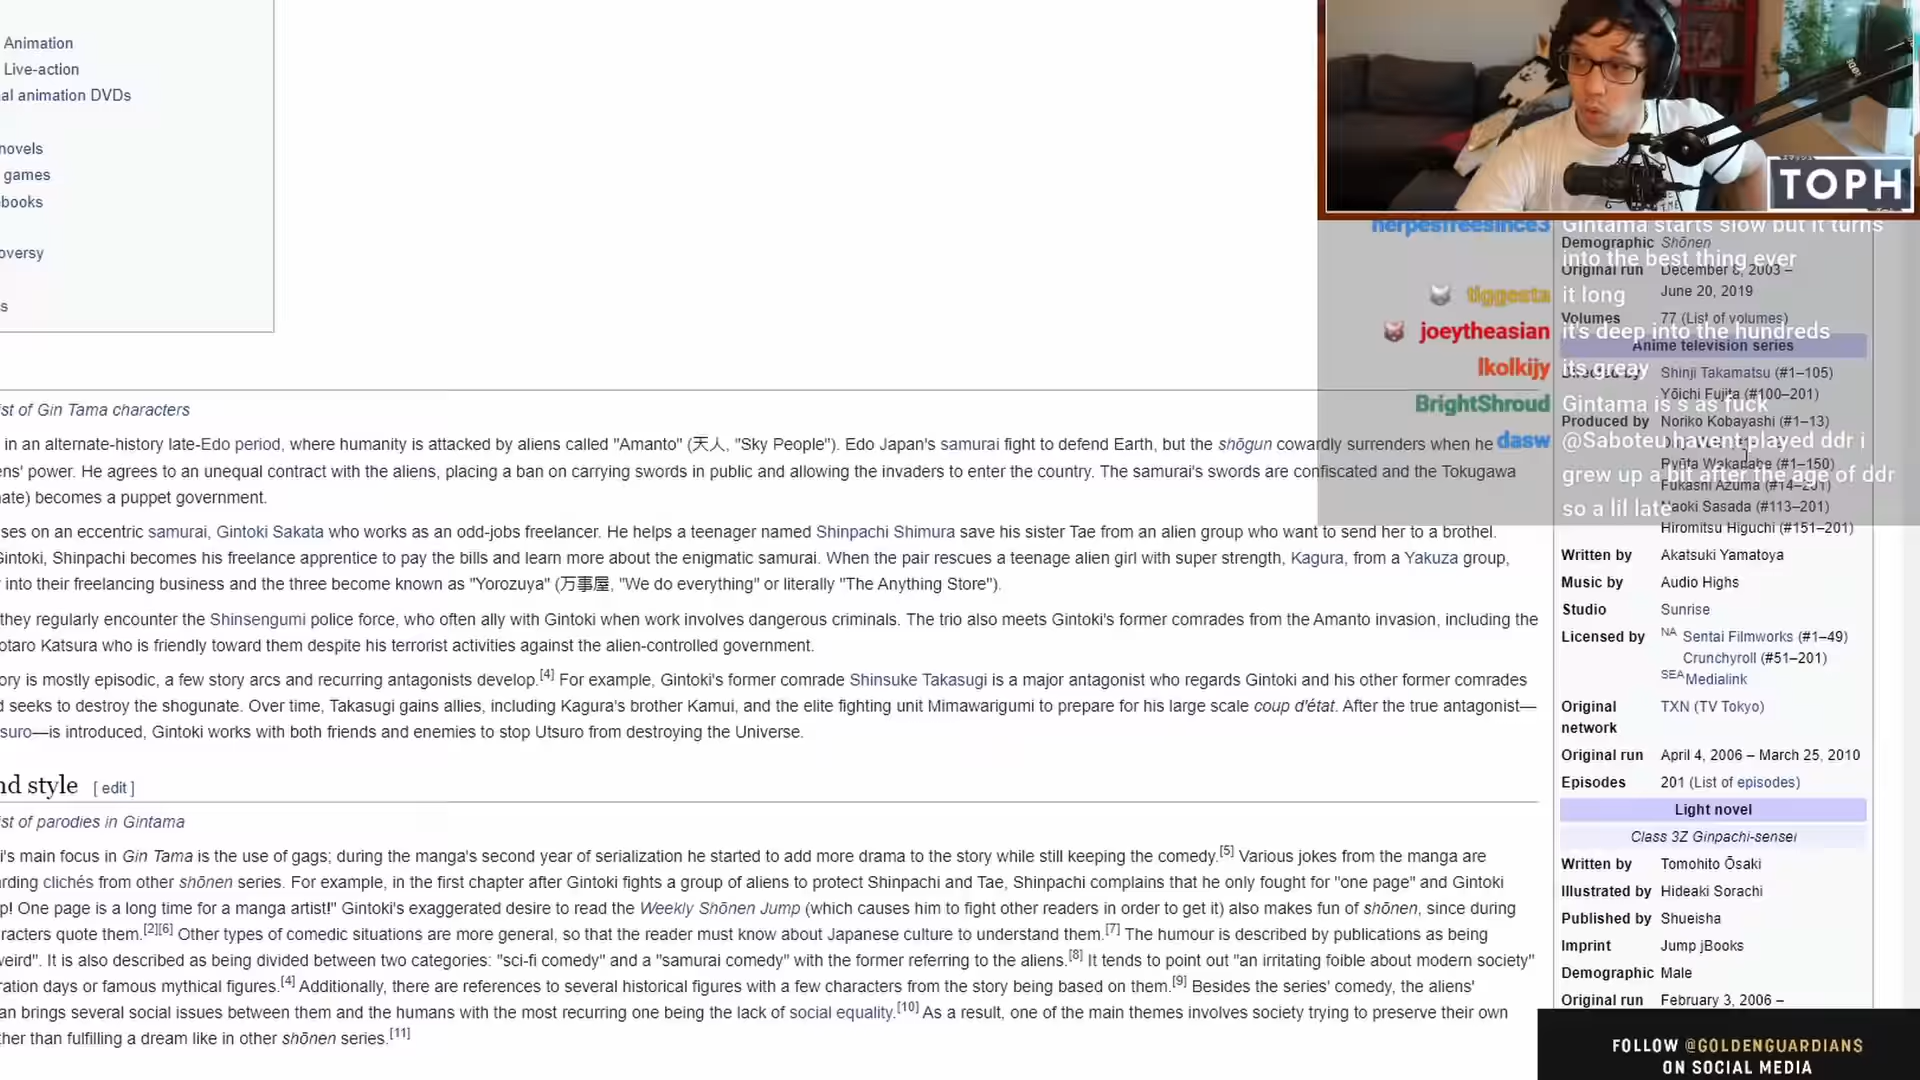 Animation
Live-action
al animation DVDs
novels
games
books
oversy
s
ist of Gin Tama characters
in an alternate-history late-Edo period, where humanity is attacked by aliens called "Amanto" (天人, "Sky People"). Edo Japan's samurai fight to defend Earth, but the shōgun cowardly surrenders when he
ens' power. He agrees to an unequal contract with the aliens, placing a ban on carrying swords in public and allowing the invaders to enter the country. The samurai's swords are confiscated and the Tokugawa
nate) becomes a puppet government.
ses on an eccentric samurai, Gintoki Sakata who works as an odd-jobs freelancer. He helps a teenager named Shinpachi Shimura save his sister Tae from an alien group who want to send her to a brothel.
Gintoki, Shinpachi becomes his freelance apprentice to pay the bills and learn more about the enigmatic samurai. When the pair rescues a teenage alien girl with super strength, Kagura, from a Yakuza group,
into their freelancing business and the three become known as "Yorozuya" (万事屋, "We do everything" or literally "The Anything Store").
they regularly encounter the Shinsengumi police force, who often ally with Gintoki when work involves dangerous criminals. The trio also meets Gintoki's former comrades from the Amanto invasion, including the
otaro Katsura who is friendly toward them despite his terrorist activities against the alien-controlled government.
ory is mostly episodic, a few story arcs and recurring antagonists develop.[4] For example, Gintoki's former comrade Shinsuke Takasugi is a major antagonist who regards Gintoki and his other former comrades
d seeks to destroy the shogunate. Over time, Takasugi gains allies, including Kagura's brother Kamui, and the elite fighting unit Mimawarigumi to prepare for his large scale coup d'état. After the true antagonist—
suro—is introduced, Gintoki works with both friends and enemies to stop Utsuro from destroying the Universe.
nd style [ edit ]
ist of parodies in Gintama
i's main focus in Gin Tama is the use of gags; during the manga's second year of serialization he started to add more drama to the story while still keeping the comedy.[5] Various jokes from the manga are
rding clichés from other shōnen series. For example, in the first chapter after Gintoki fights a group of aliens to protect Shinpachi and Tae, Shinpachi complains that he only fought for "one page" and Gintoki
p! One page is a long time for a manga artist!" Gintoki's exaggerated desire to read the Weekly Shōnen Jump (which causes him to fight other readers in order to get it) also makes fun of shōnen, since during
racters quote them.[2][6] Other types of comedic situations are more general, so that the reader must know about Japanese culture to understand them.[7] The humour is described by publications as being
veird". It is also described as being divided between two categories: "sci-fi comedy" and a "samurai comedy" with the former referring to the aliens.[8] It tends to point out "an irritating foible about modern society"
ration days or famous mythical figures.[4] Additionally, there are references to several historical figures with a few characters from the story being based on them.[9] Besides the series' comedy, the aliens'
an brings several social issues between them and the humans with the most recurring one being the lack of social equality.[10] As a result, one of the main themes involves society trying to preserve their own
ther than fulfilling a dream like in other shōnen series.[11]
TOPH
herpesfreesince3 Gintama starts slow but it turns
into the best thing ever
tiggesta it long
joeytheasian it's deep into the hundreds
lkolkijy its greay
BrightShroud Gintama is s as fuck
dasw @Saboteu havent played ddr i
grew up a bit after the age of ddr
so a lil late
Demographic Shōnen
Original run December 8, 2003 –
June 20, 2019
Volumes 77 (List of volumes)
Anime television series
Directed by Shinji Takamatsu (#1–105)
Yōichi Fujita (#100–201)
Produced by Noriko Kobayashi (#1–13)
Ryūta Wakanabe (#1–150)
Fukashi Azuma (#14–201)
Naoki Sasada (#113–201)
Hiromitsu Higuchi (#151–201)
Written by Akatsuki Yamatoya
Music by Audio Highs
Studio Sunrise
Licensed by NA Sentai Filmworks (#1–49)
Crunchyroll (#51–201)
SEA Medialink
Original network TXN (TV Tokyo)
Original run April 4, 2006 – March 25, 2010
Episodes 201 (List of episodes)
Light novel
Class 3Z Ginpachi-sensei
Written by Tomohito Ōsaki
Illustrated by Hideaki Sorachi
Published by Shueisha
Imprint Jump jBooks
Demographic Male
Original run February 3, 2006 –
FOLLOW @GOLDENGUARDIANS
ON SOCIAL MEDIA